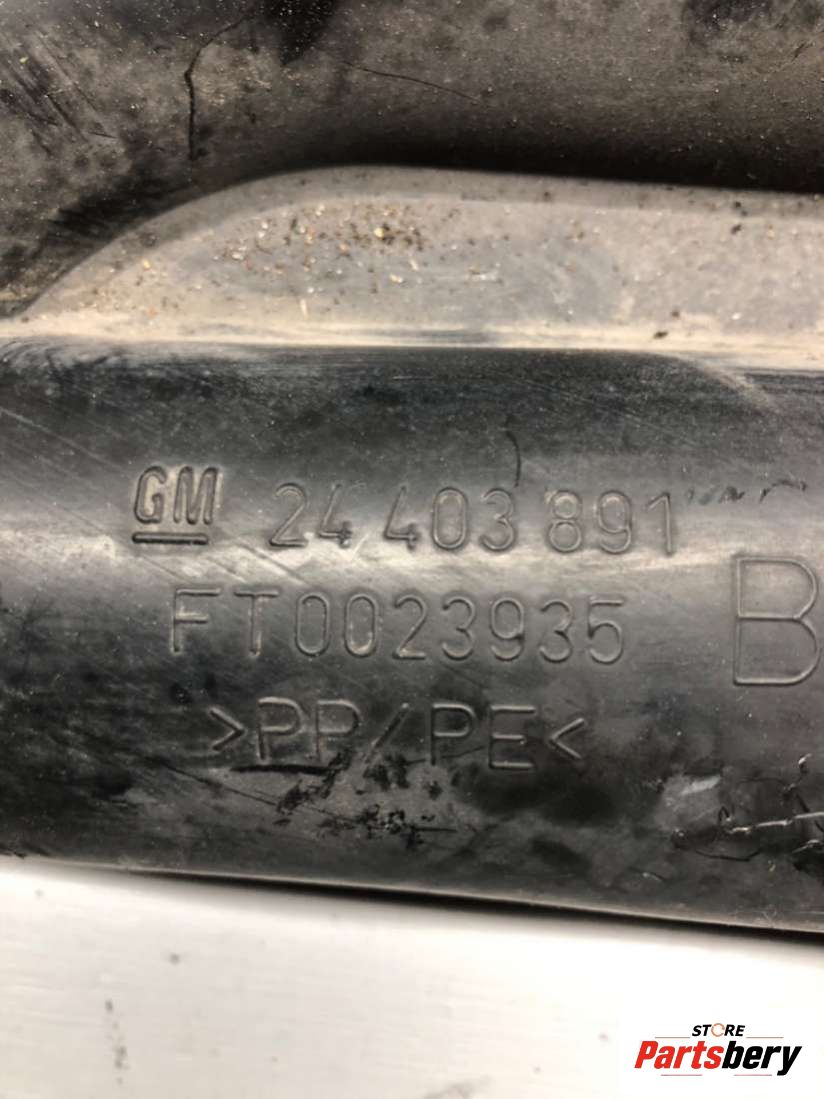 GM 24 403 891
FT0023935 B
>PP/PE<
STORE
Partsbery